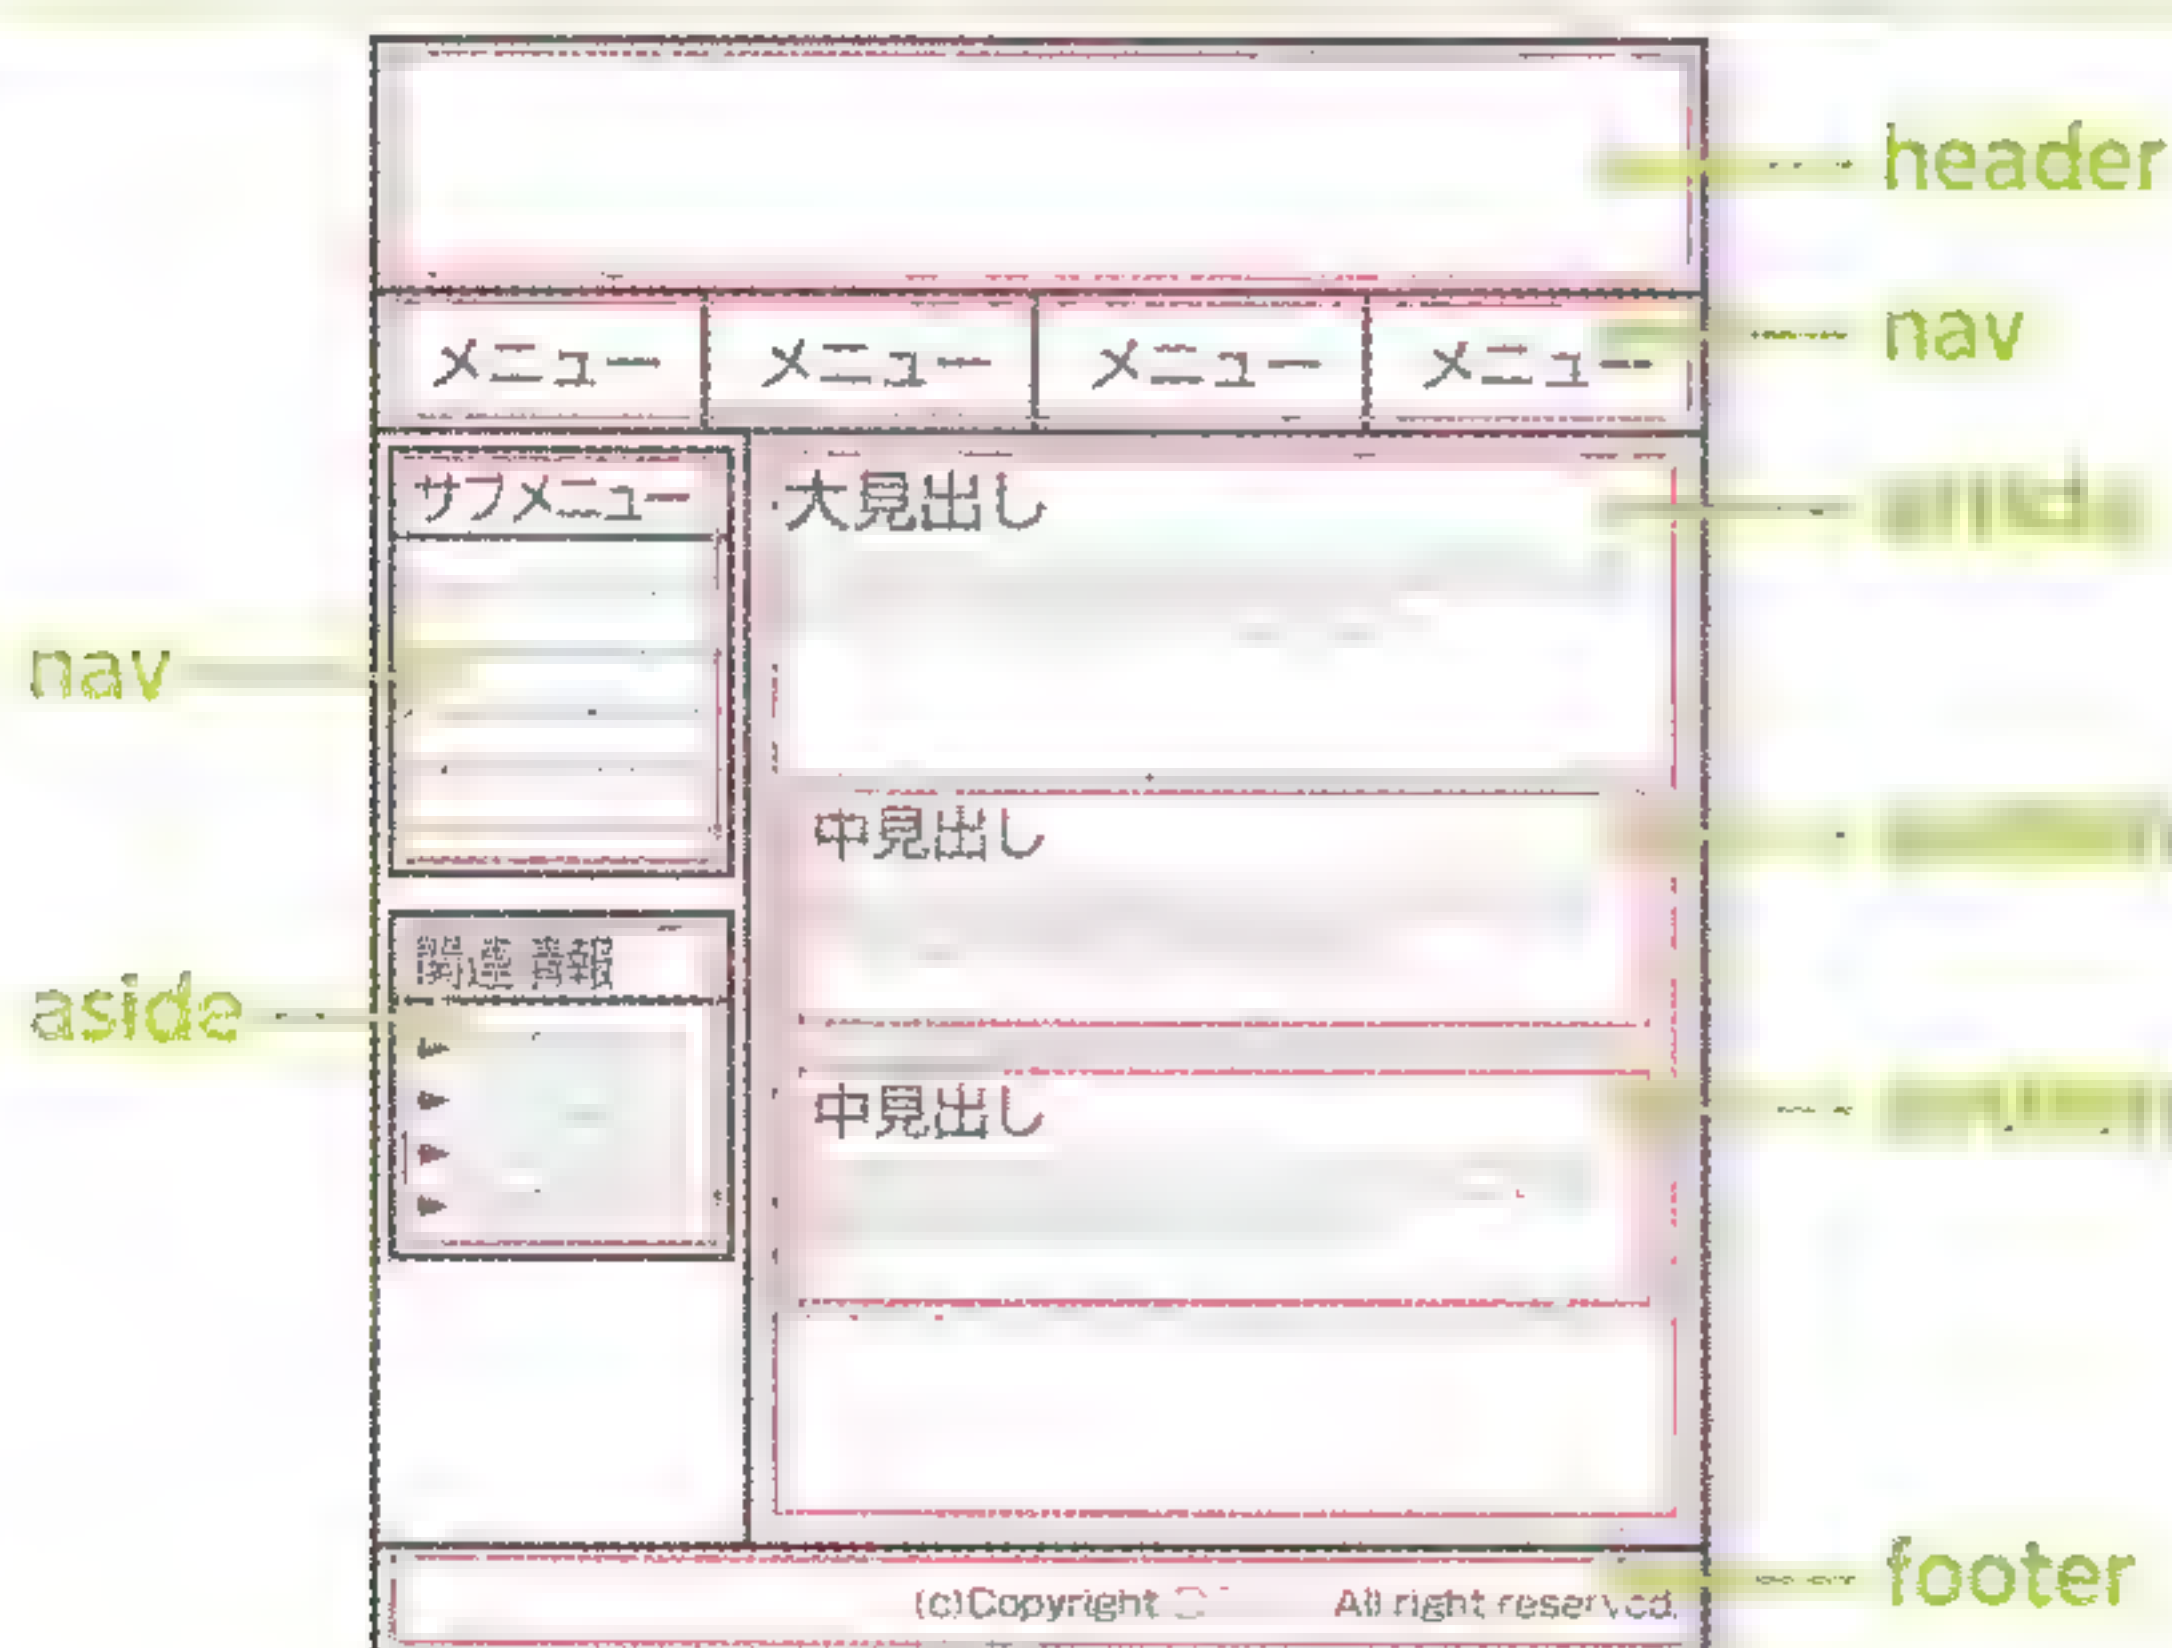 header
メニュー メニュー メニュー メニュー
nav
サブメニュー
大見出し
nav
中見出し
関連情報
aside
中見出し
(c)Copyright All right reserved.
footer